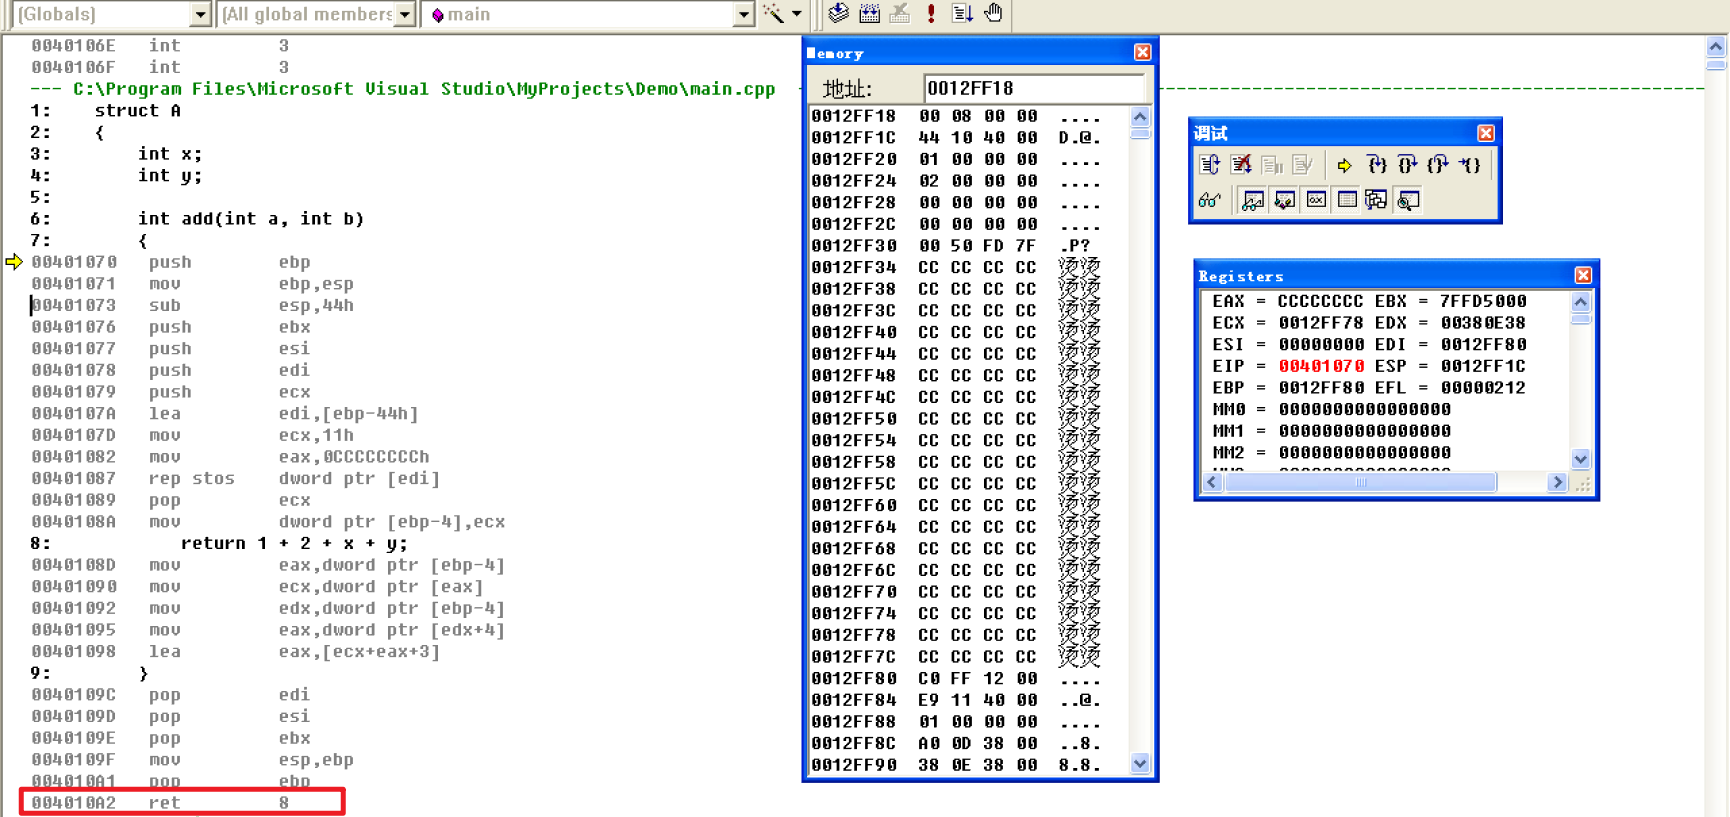 (Globals) (All global members main
0040106E int 3
0040106F int 3
--- C:\Program Files\Microsoft Visual Studio\MyProjects\Demo\main.cpp
1: struct A
2: {
3: int x;
4: int y;
5:
6: int add(int a, int b)
7: {
00401070 push ebp
00401071 mov ebp,esp
00401073 sub esp,44h
00401076 push ebx
00401077 push esi
00401078 push edi
00401079 push ecx
0040107A lea edi,[ebp-44h]
0040107D mov ecx,11h
00401082 mov eax,0CCCCCCCCh
00401087 rep stos dword ptr [edi]
00401089 pop ecx
0040108A mov dword ptr [ebp-4],ecx
8: return 1 + 2 + x + y;
0040108D mov eax,dword ptr [ebp-4]
00401090 mov ecx,dword ptr [eax]
00401092 mov edx,dword ptr [ebp-4]
00401095 mov eax,dword ptr [edx+4]
00401098 lea eax,[ecx+eax+3]
9: }
0040109C pop edi
0040109D pop esi
0040109E pop ebx
0040109F mov esp,ebp
004010A1 pop ebp
004010A2 ret 8
Memory
地址: 0012FF18
0012FF18 00 08 00 00 ....
0012FF1C 44 10 40 00 D.@.
0012FF20 01 00 00 00 ....
0012FF24 02 00 00 00 ....
0012FF28 00 00 00 00 ....
0012FF2C 00 00 00 00 ....
0012FF30 00 50 FD 7F .P?
0012FF34 CC CC CC CC 烫烫
0012FF38 CC CC CC CC 烫烫
0012FF3C CC CC CC CC 烫烫
0012FF40 CC CC CC CC 烫烫
0012FF44 CC CC CC CC 烫烫
0012FF48 CC CC CC CC 烫烫
0012FF4C CC CC CC CC 烫烫
0012FF50 CC CC CC CC 烫烫
0012FF54 CC CC CC CC 烫烫
0012FF58 CC CC CC CC 烫烫
0012FF5C CC CC CC CC 烫烫
0012FF60 CC CC CC CC 烫烫
0012FF64 CC CC CC CC 烫烫
0012FF68 CC CC CC CC 烫烫
0012FF6C CC CC CC CC 烫烫
0012FF70 CC CC CC CC 烫烫
0012FF74 CC CC CC CC 烫烫
0012FF78 CC CC CC CC 烫烫
0012FF7C CC CC CC CC 烫烫
0012FF80 C0 FF 12 00 ....
0012FF84 E9 11 40 00 ..@.
0012FF88 01 00 00 00 ....
0012FF8C A0 0D 38 00 ..8.
0012FF90 38 0E 38 00 8.8.
调试
Registers
EAX = CCCCCCCC EBX = 7FFD5000
ECX = 0012FF78 EDX = 00380E38
ESI = 00000000 EDI = 0012FF80
EIP = 00401070 ESP = 0012FF1C
EBP = 0012FF80 EFL = 00000212
MM0 = 0000000000000000
MM1 = 0000000000000000
MM2 = 0000000000000000